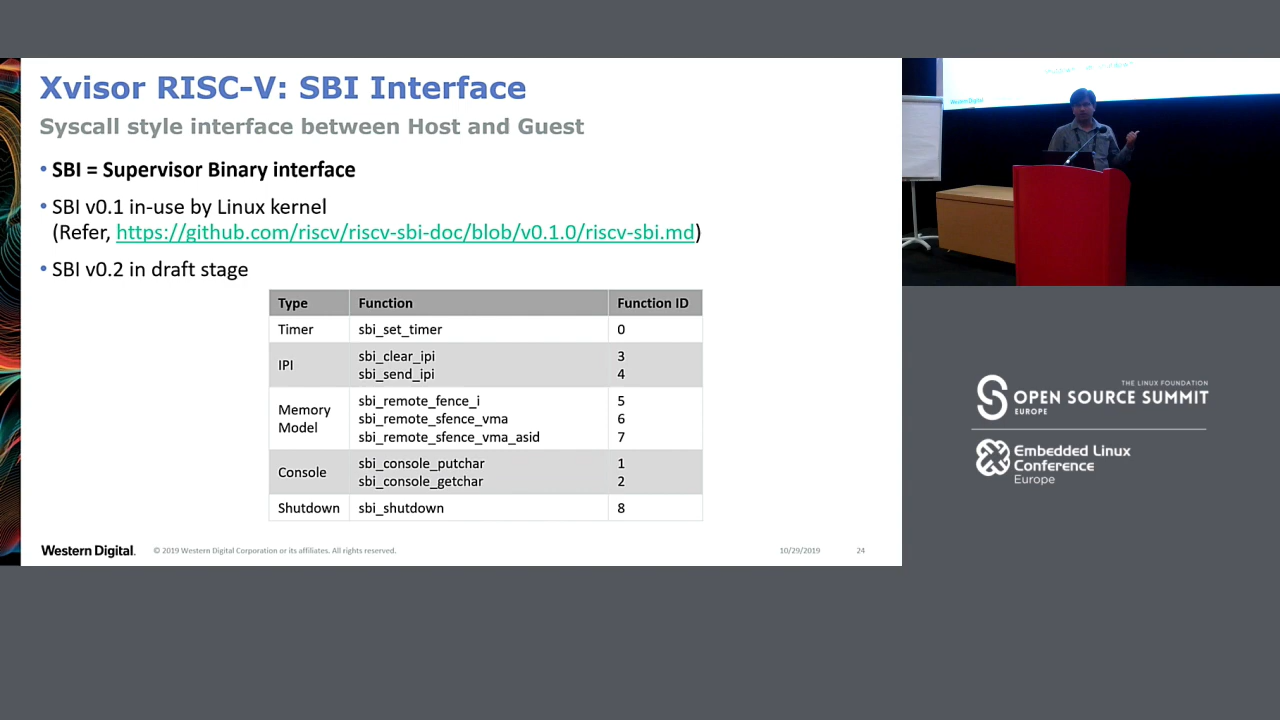 Xvisor RISC-V: SBI Interface
Syscall style interface between Host and Guest
• SBI = Supervisor Binary interface
• SBI v0.1 in-use by Linux kernel
(Refer, https://github.com/riscv/riscv-sbi-doc/blob/v0.1.0/riscv-sbi.md)
• SBI v0.2 in draft stage
Type Function Function ID
Timer sbi_set_timer 0
IPI
sbi_clear_ipi 3
sbi_send_ipi 4
Memory Model
sbi_remote_fence_i 5
sbi_remote_sfence_vma 6
sbi_remote_sfence_vma_asid 7
Console
sbi_console_putchar 1
sbi_console_getchar 2
Shutdown sbi_shutdown 8
Western Digital. © 2019 Western Digital Corporation or its affiliates. All rights reserved. 10/29/2019 24
Western Digital
THE LINUX FOUNDATION
OPEN SOURCE SUMMIT
EUROPE
Embedded Linux
Conference
Europe